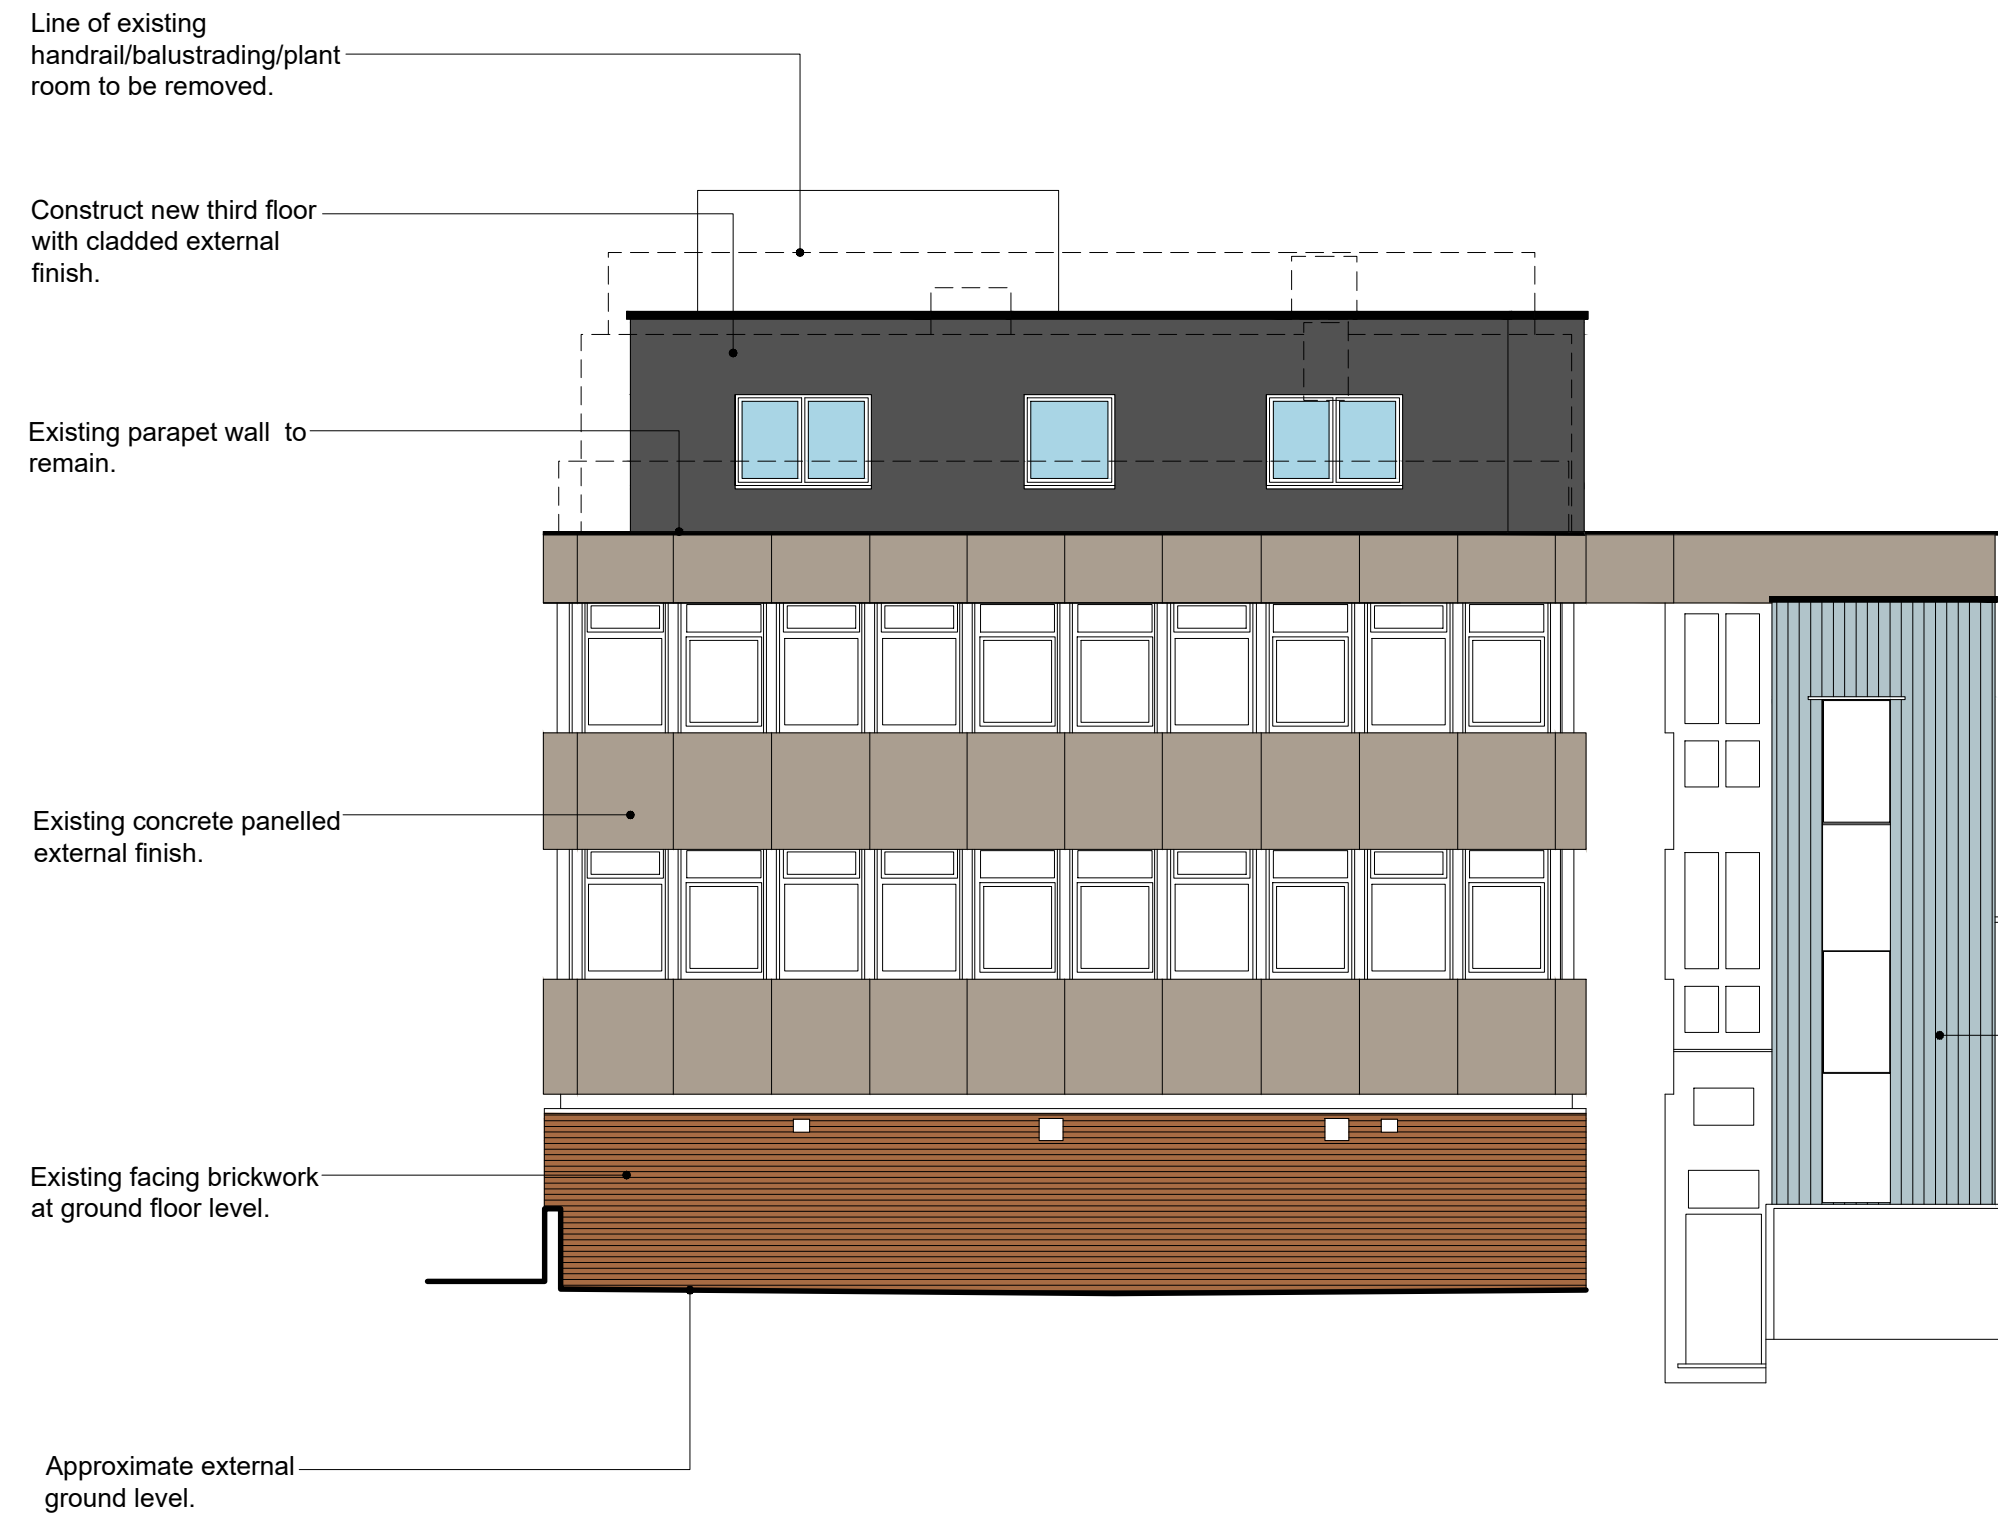 Line of existing
handrail/balustrading/plant
room to be removed.
Construct new third floor
with cladded external
finish.
Existing parapet wall  to
remain.
Existing concrete panelled
external finish.
Existing facing brickwork
at ground floor level.
Approximate external
ground level.